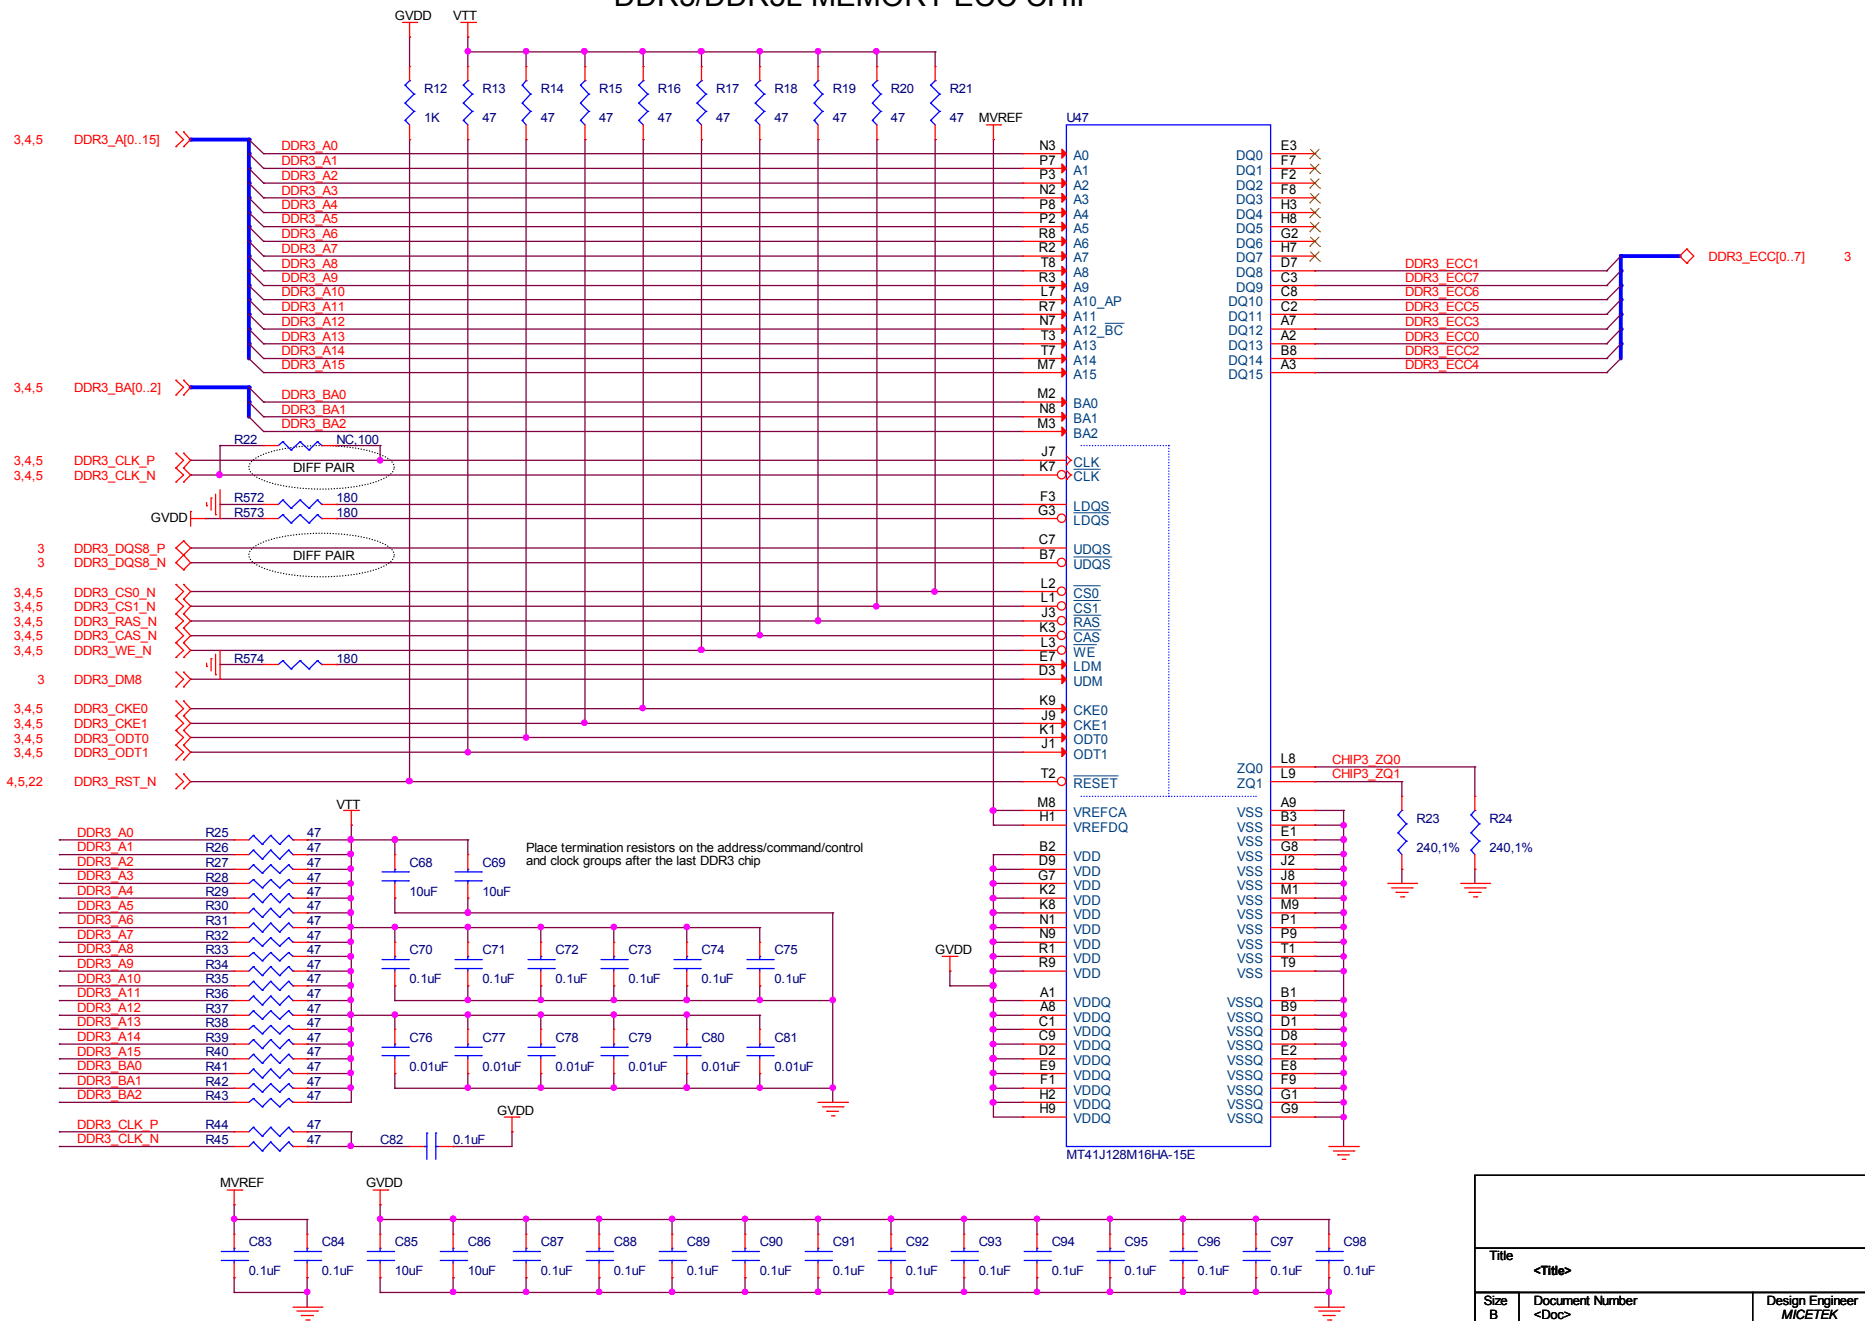 DDR3/DDR3L MEMORY ECC CHIP
GVDD VTT
R12 R13 R14 R15 R16 R17 R18 R19 R20 R21
1K 47 47 47 47 47 47 47 47 47
MVREF U47
3,4,5 DDR3_A[0..15]
DDR3_A0 N3 A0 DQ0 E3
DDR3_A1 P7 A1 DQ1 F7
DDR3_A2 P3 A2 DQ2 F2
DDR3_A3 N2 A3 DQ3 F8
DDR3_A4 P8 A4 DQ4 H3
DDR3_A5 P2 A5 DQ5 H8
DDR3_A6 R8 A6 DQ6 G2
DDR3_A7 R2 A7 DQ7 H7
DDR3_A8 T8 A8 DQ8 D7 DDR3_ECC1
DDR3_ECC[0..7] 3
DDR3_A9 R3 A9 DQ9 C3 DDR3_ECC7
DDR3_A10 L7 A10_AP DQ10 C8 DDR3_ECC6
DDR3_A11 R7 A11 DQ11 C2 DDR3_ECC5
DDR3_A12 N7 A12_BC DQ12 A7 DDR3_ECC3
DDR3_A13 T3 A13 DQ13 A2 DDR3_ECC0
DDR3_A14 T7 A14 DQ14 B8 DDR3_ECC2
DDR3_A15 M7 A15 DQ15 A3 DDR3_ECC4
3,4,5 DDR3_BA[0..2]
DDR3_BA0 M2 BA0
DDR3_BA1 N8 BA1
DDR3_BA2 M3 BA2
R22 NC,100
3,4,5 DDR3_CLK_P J7 CLK
DIFF PAIR
3,4,5 DDR3_CLK_N K7 CLK
R572 180 F3 LDQS
GVDD R573 180 G3 LDQS
3 DDR3_DQS8_P C7 UDQS
DIFF PAIR
3 DDR3_DQS8_N B7 UDQS
3,4,5 DDR3_CS0_N L2 CS0
3,4,5 DDR3_CS1_N L1 CS1
3,4,5 DDR3_RAS_N J3 RAS
3,4,5 DDR3_CAS_N K3 CAS
3,4,5 DDR3_WE_N L3 WE
R574 180 E7 LDM
3 DDR3_DM8 D3 UDM
3,4,5 DDR3_CKE0 K9 CKE0
3,4,5 DDR3_CKE1 J9 CKE1
3,4,5 DDR3_ODT0 K1 ODT0
3,4,5 DDR3_ODT1 J1 ODT1
ZQ0 L8 CHIP3_ZQ0
4,5,22 DDR3_RST_N T2 RESET ZQ1 L9 CHIP3_ZQ1
R23 R24
240,1% 240,1%
M8 VREFCA VSS A9
H1 VREFDQ VSS B3
VSS E1
B2 VDD VSS G8
D9 VDD VSS J2
G7 VDD VSS J8
K2 VDD VSS M1
K8 VDD VSS M9
N1 VDD VSS P1
N9 VDD VSS P9
R1 VDD VSS T1
R9 VDD VSS T9
GVDD
A1 VDDQ VSSQ B1
A8 VDDQ VSSQ B9
C1 VDDQ VSSQ D1
C9 VDDQ VSSQ D8
D2 VDDQ VSSQ E2
E9 VDDQ VSSQ E8
F1 VDDQ VSSQ F9
H2 VDDQ VSSQ G1
H9 VDDQ VSSQ G9
MT41J128M16HA-15E
VTT
DDR3_A0 R25 47
DDR3_A1 R26 47
DDR3_A2 R27 47
DDR3_A3 R28 47
DDR3_A4 R29 47
DDR3_A5 R30 47
DDR3_A6 R31 47
DDR3_A7 R32 47
DDR3_A8 R33 47
DDR3_A9 R34 47
DDR3_A10 R35 47
DDR3_A11 R36 47
DDR3_A12 R37 47
DDR3_A13 R38 47
DDR3_A14 R39 47
DDR3_A15 R40 47
DDR3_BA0 R41 47
DDR3_BA1 R42 47
DDR3_BA2 R43 47
DDR3_CLK_P R44 47
DDR3_CLK_N R45 47
Place termination resistors on the address/command/control
and clock groups after the last DDR3 chip
C68 C69
10uF 10uF
C70 C71 C72 C73 C74 C75
0.1uF 0.1uF 0.1uF 0.1uF 0.1uF 0.1uF
C76 C77 C78 C79 C80 C81
0.01uF 0.01uF 0.01uF 0.01uF 0.01uF 0.01uF
GVDD
C82 0.1uF
MVREF GVDD
C83 C84 C85 C86 C87 C88 C89 C90 C91 C92 C93 C94 C95 C96 C97 C98
0.1uF 0.1uF 10uF 10uF 0.1uF 0.1uF 0.1uF 0.1uF 0.1uF 0.1uF 0.1uF 0.1uF 0.1uF 0.1uF 0.1uF 0.1uF
Title
<Title>
Size Document Number Design Engineer
B <Doc> MICETEK